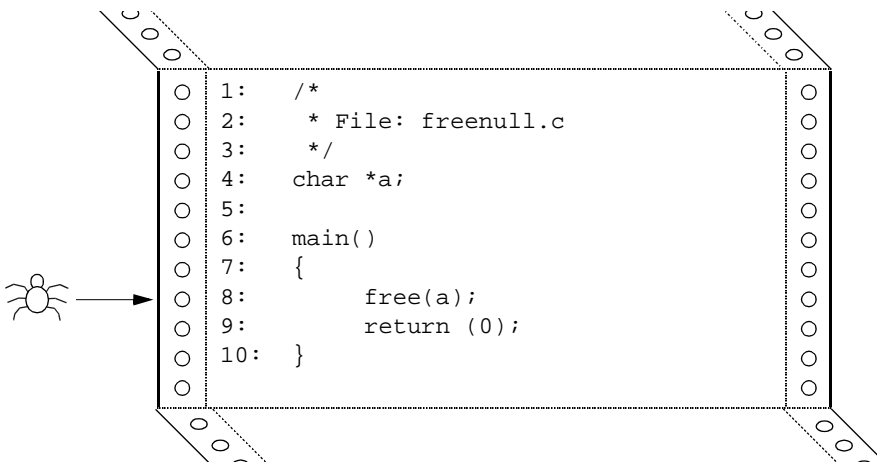 1: /*
2: * File: freenull.c
3: */
4: char *a;
5:
6: main()
7: {
8: free(a);
9: return (0);
10: }